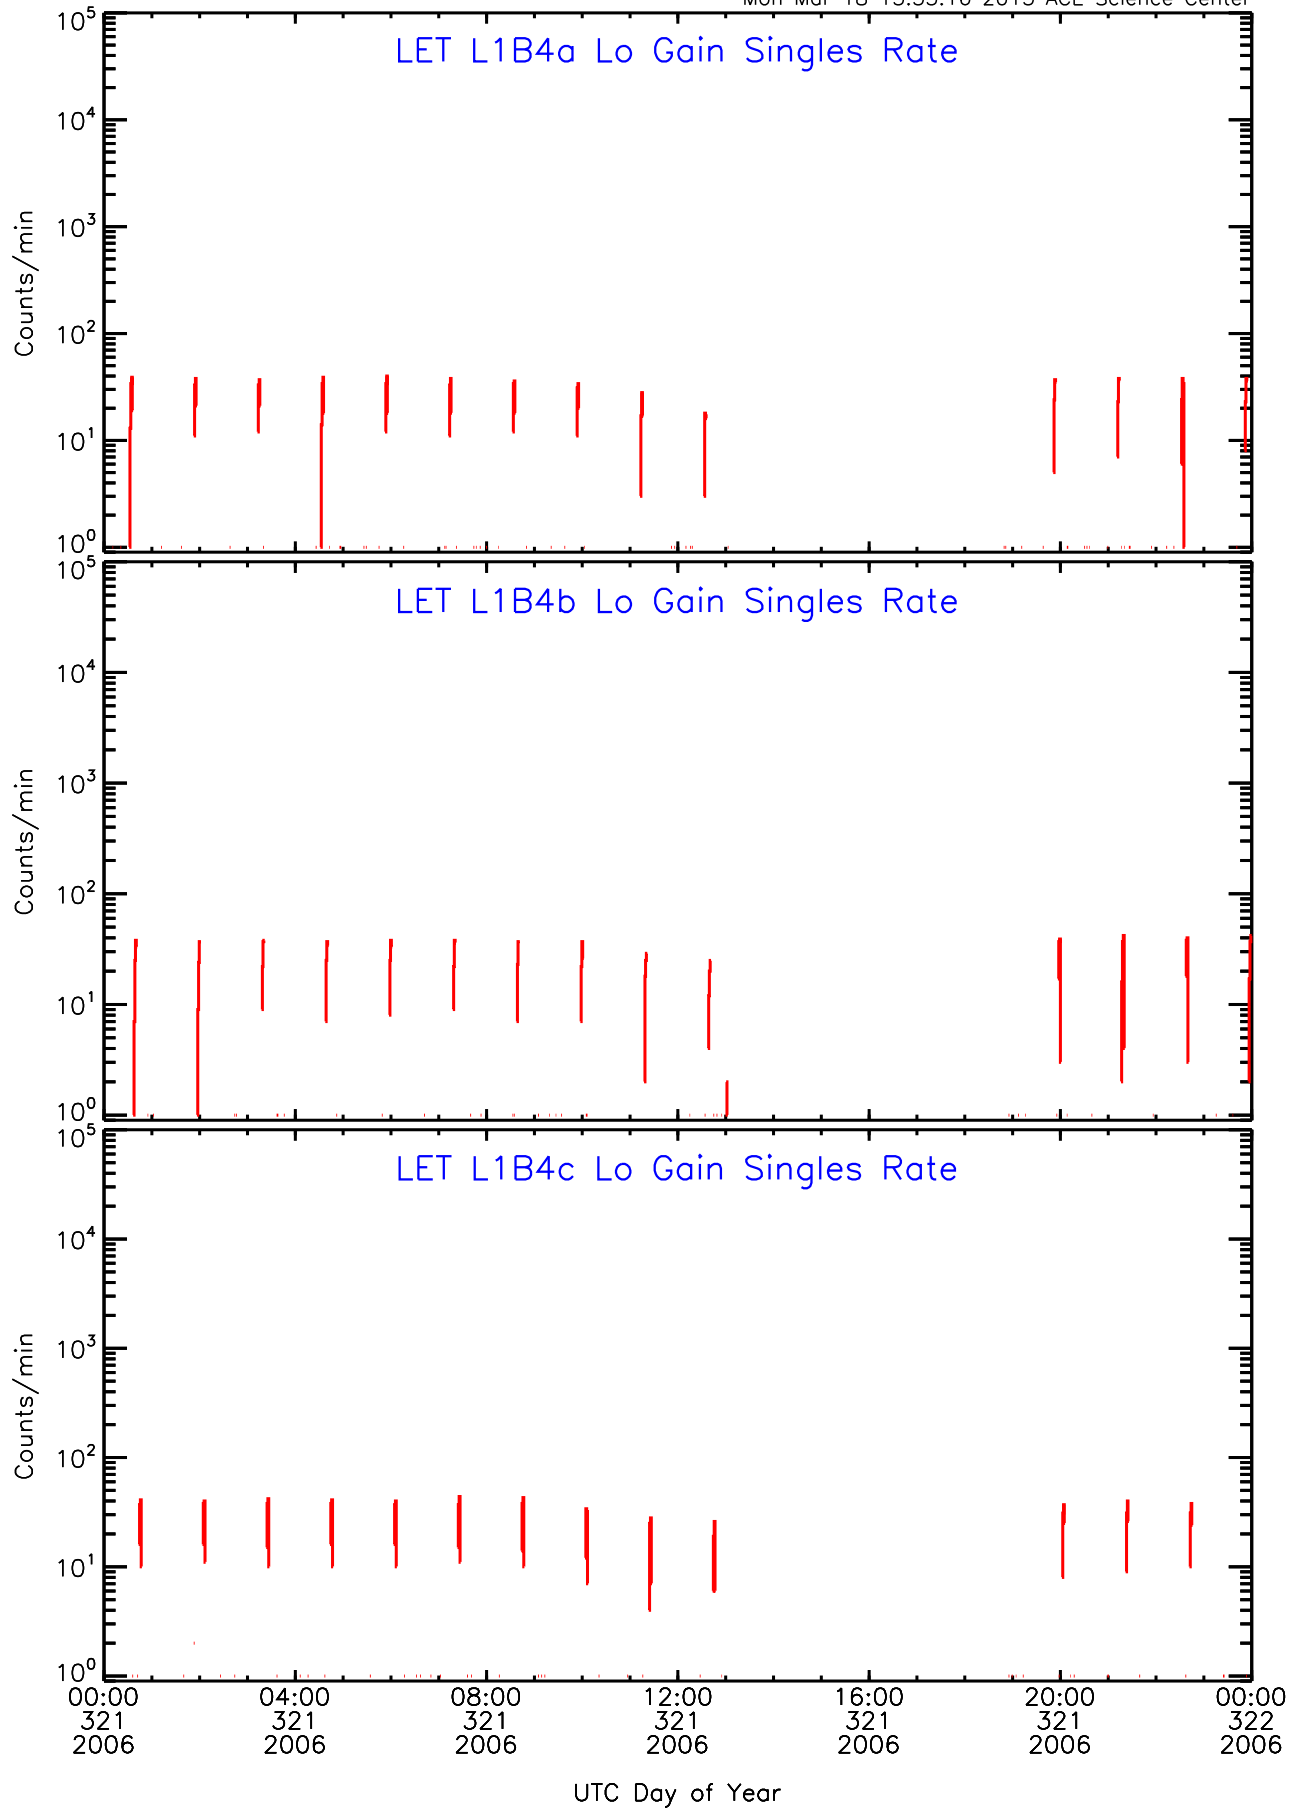 LET L1B4a Lo Gain Singles Rate
10^5
10^4
10^3
10^2
10^1
10^0
Counts/min
LET L1B4b Lo Gain Singles Rate
10^5
10^4
10^3
10^2
10^1
10^0
Counts/min
LET L1B4c Lo Gain Singles Rate
10^5
10^4
10^3
10^2
10^1
10^0
Counts/min
00:00 04:00 08:00 12:00 16:00 20:00 00:00
321 321 321 321 321 321 322
2006 2006 2006 2006 2006 2006 2006
UTC Day of Year